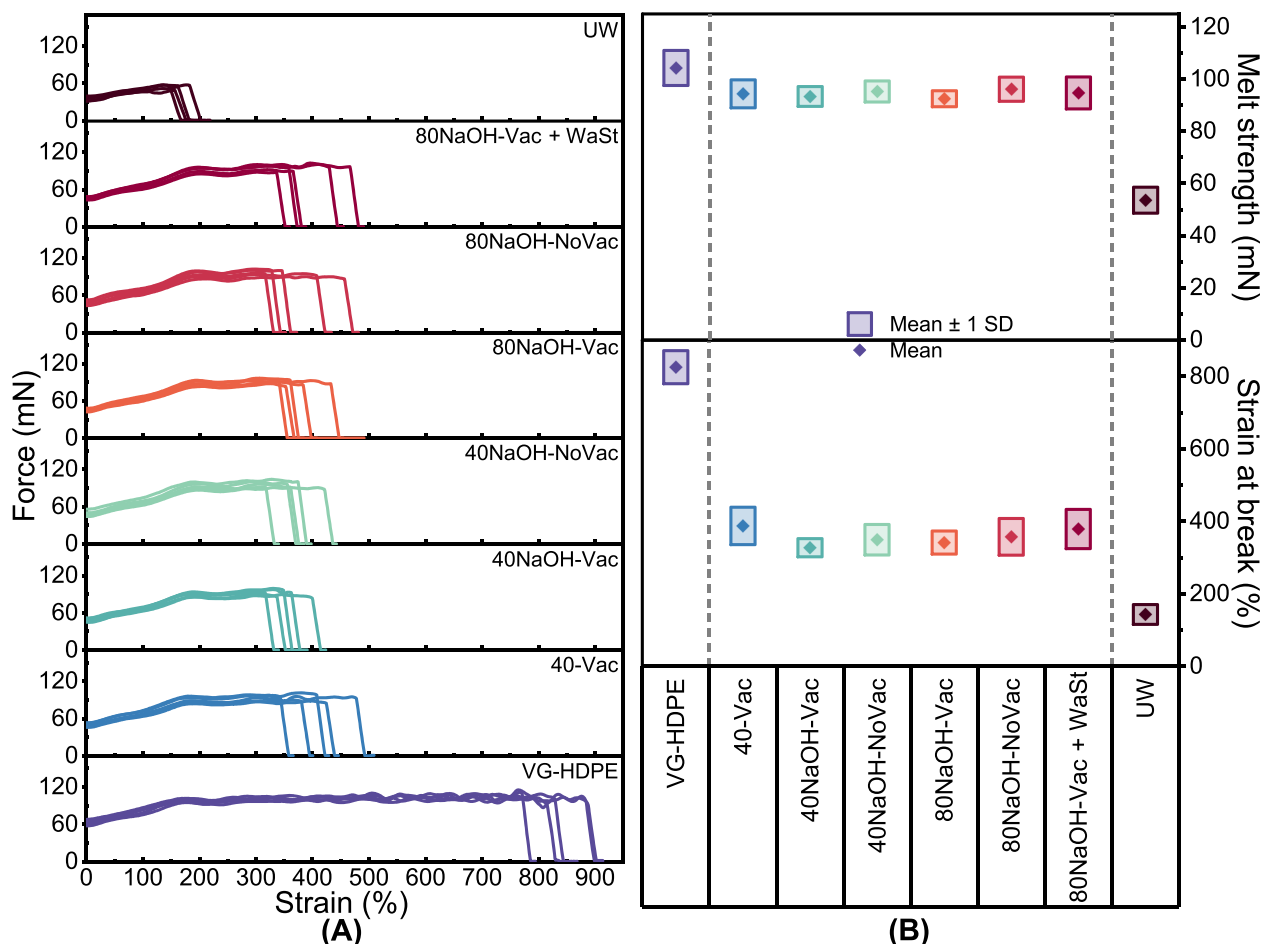 UW
120
60
0
80NaOH-Vac + WaSt
120
60
0
80NaOH-NoVac
120
60
0
80NaOH-Vac
120
60
0
40NaOH-NoVac
120
60
0
40NaOH-Vac
120
60
0
40-Vac
120
60
0
VG-HDPE
120
60
0
Force (mN)
0 100 200 300 400 500 600 700 800 900
Strain (%)
(A)
120
100
80
60
40
20
0
Melt strength (mN)
Mean ± 1 SD
Mean
800
600
400
200
0
Strain at break (%)
VG-HDPE
40-Vac
40NaOH-Vac
40NaOH-NoVac
80NaOH-Vac
80NaOH-NoVac
80NaOH-Vac + WaSt
UW
(B)